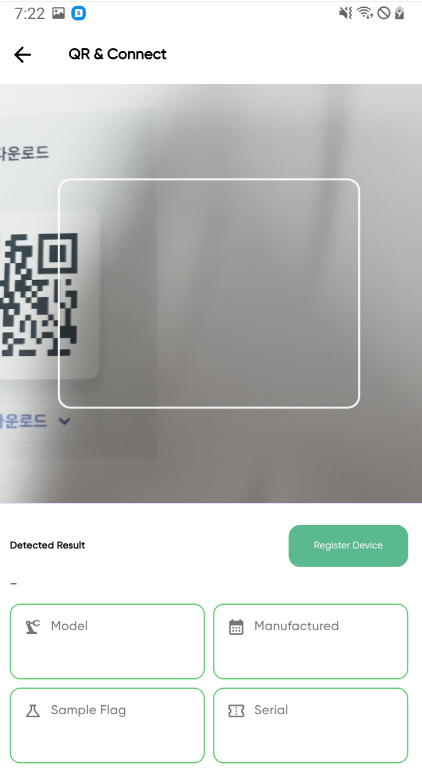 7:22
QR & Connect
다운로드
다운로드
Detected Result
Register Device
-
Model
Manufactured
Sample Flag
Serial